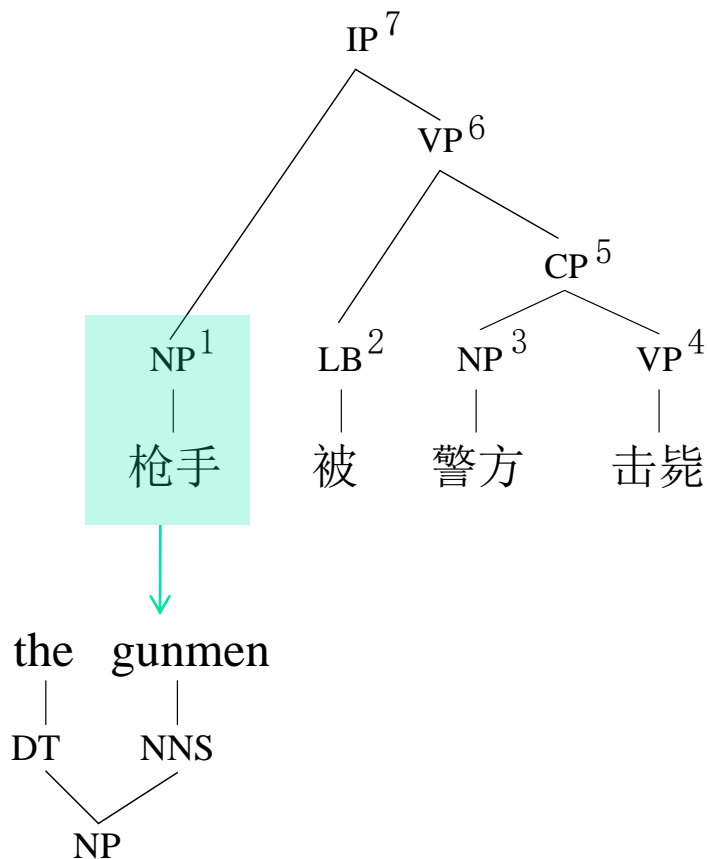 IP 7
VP 6
CP 5
NP 1 LB 2 NP 3 VP 4
枪手 被 警方 击毙
the gunmen
DT NNS
NP